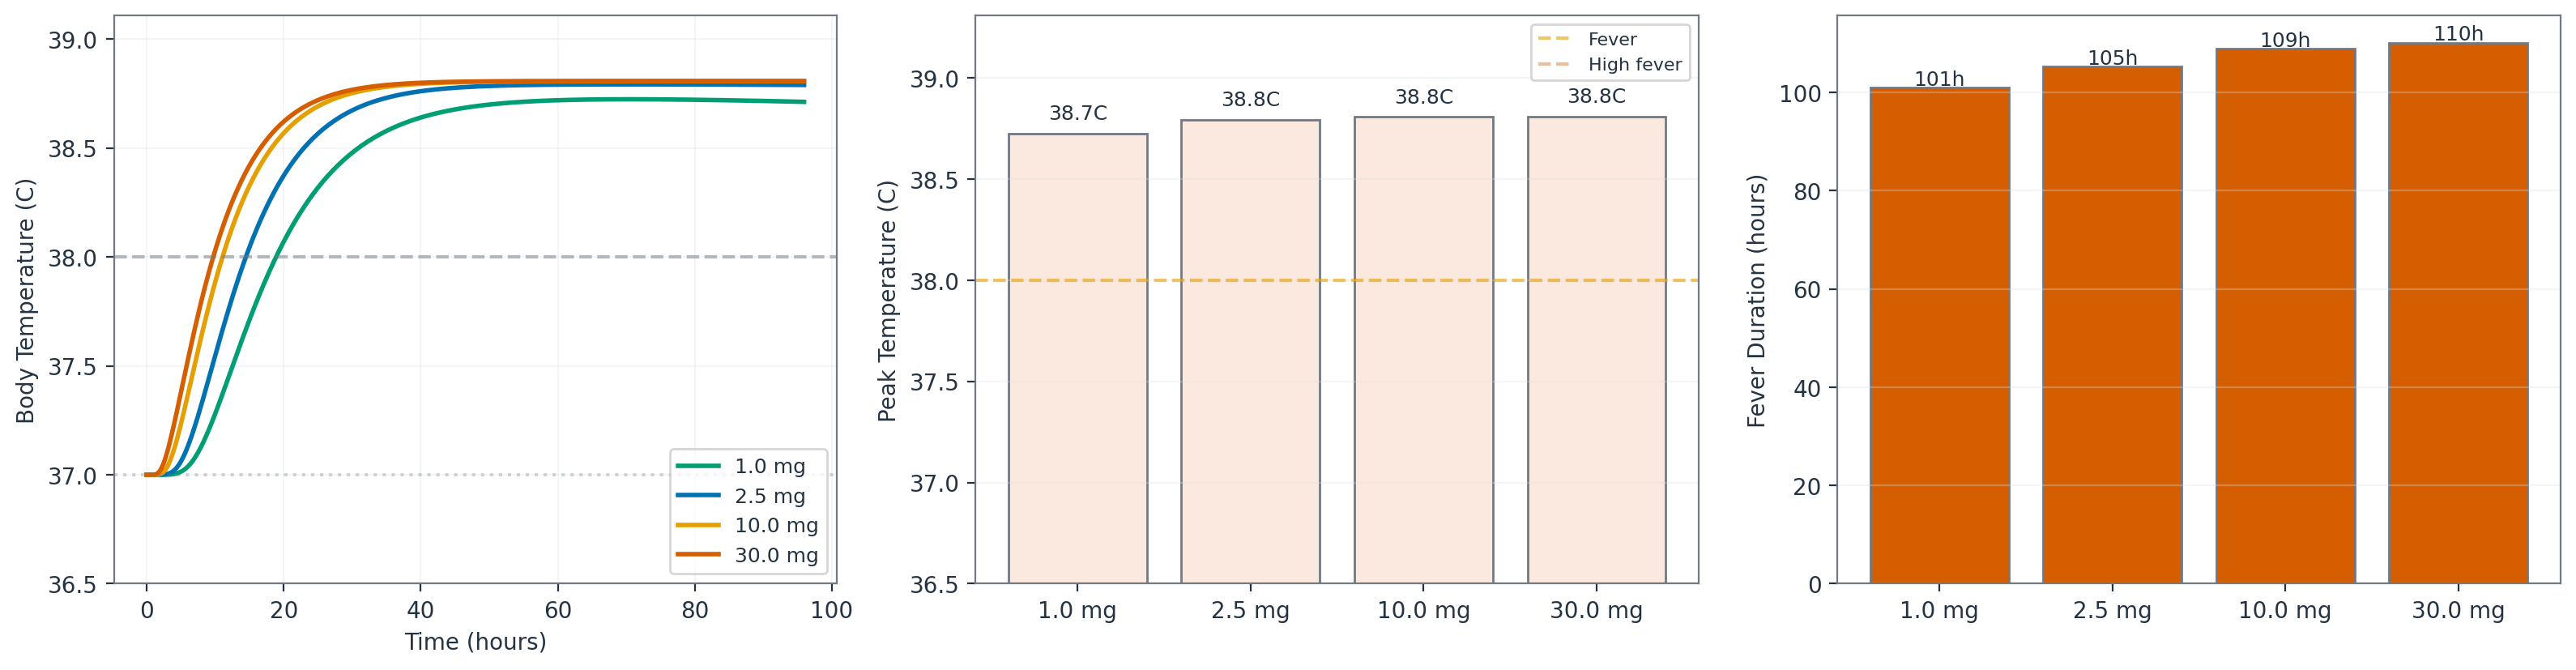 Body Temperature (C)
39.0
38.5
38.0
37.5
37.0
36.5
0
20
40
60
80
100
Time (hours)
1.0 mg
2.5 mg
10.0 mg
30.0 mg
Peak Temperature (C)
39.0
38.5
38.0
37.5
37.0
36.5
38.7C
38.8C
38.8C
38.8C
Fever
High fever
1.0 mg
2.5 mg
10.0 mg
30.0 mg
Fever Duration (hours)
100
80
60
40
20
0
101h
105h
109h
110h
1.0 mg
2.5 mg
10.0 mg
30.0 mg